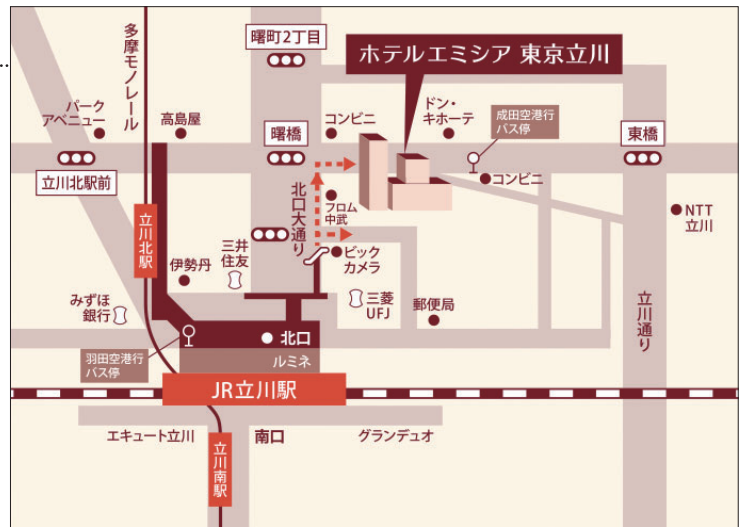 多摩モノレール
曙町2丁目
ホテルエミシア 東京立川
...
パーク
アベニュー
高島屋
曙橋
コンビニ
ドン・
キホーテ
成田空港行
バス停
東橋
立川北駅前
コンビニ
北口大通り
フロム
中武
NTT
立川
立川北駅
三井
住友
ビック
カメラ
伊勢丹
みずほ
銀行
三菱
UFJ
郵便局
立川通り
北口
羽田空港行
バス停
ルミネ
JR立川駅
エキュート立川
南口
グランデュオ
立川南駅